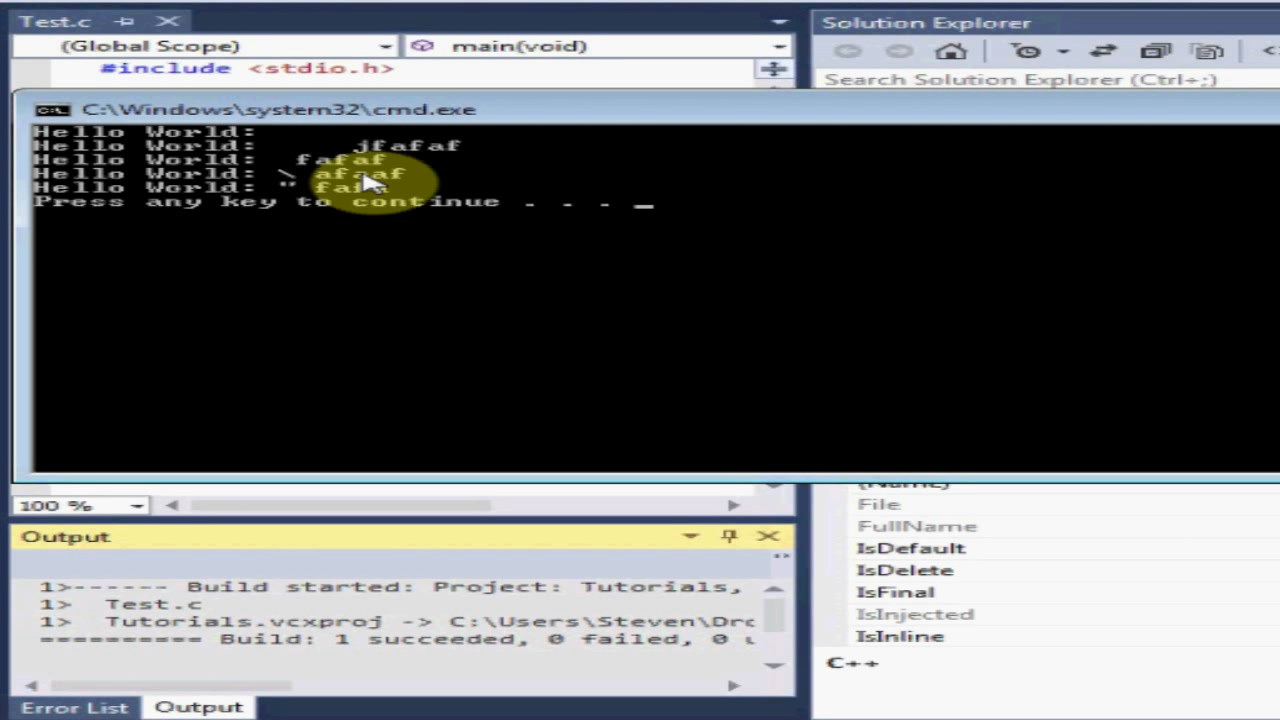 Test.c
Solution Explorer
(Global Scope)
main(void)
#include <stdio.h>
Search Solution Explorer (Ctrl+;)
C:\Windows\system32\cmd.exe
Hello World:
Hello World: jfafaf
Hello World: fafaf
Hello World: \ afaaf
Hello World: "
Press any key to continue . . . _
100 %
(Name)
File
FullName
IsDefault
IsDelete
IsFinal
IsInjected
IsInline
C++
Output
1>------ Build started: Project: Tutorials,
1> Test.c
1> Tutorials.vcxproj -> C:\Users\Steven\Dro
========== Build: 1 succeeded, 0 failed, 0 u
Error List
Output